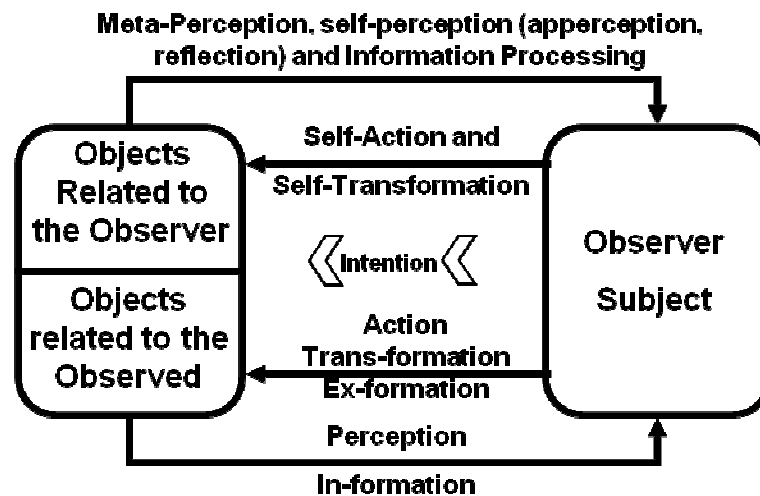 Meta-Perception, self-perception (apperception,
reflection) and Information Processing
Objects
Related to
the Observer
Self-Action and
Self-Transformation
Intention
Observer
Subject
Objects
related to the
Observed
Action
Trans-formation
Ex-formation
Perception
In-formation